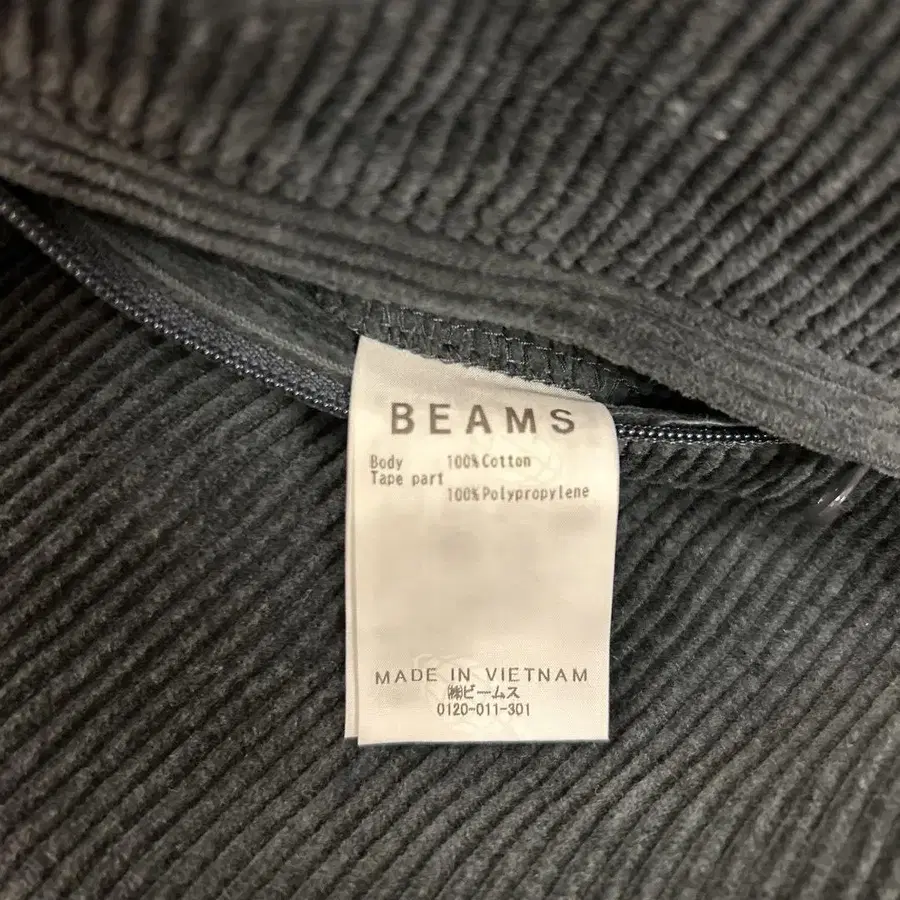 BEAMS
Body 100%Cotton
Tape part
100%Polypropylene
MADE IN VIETNAM
㈱ビームス
0120-011-301